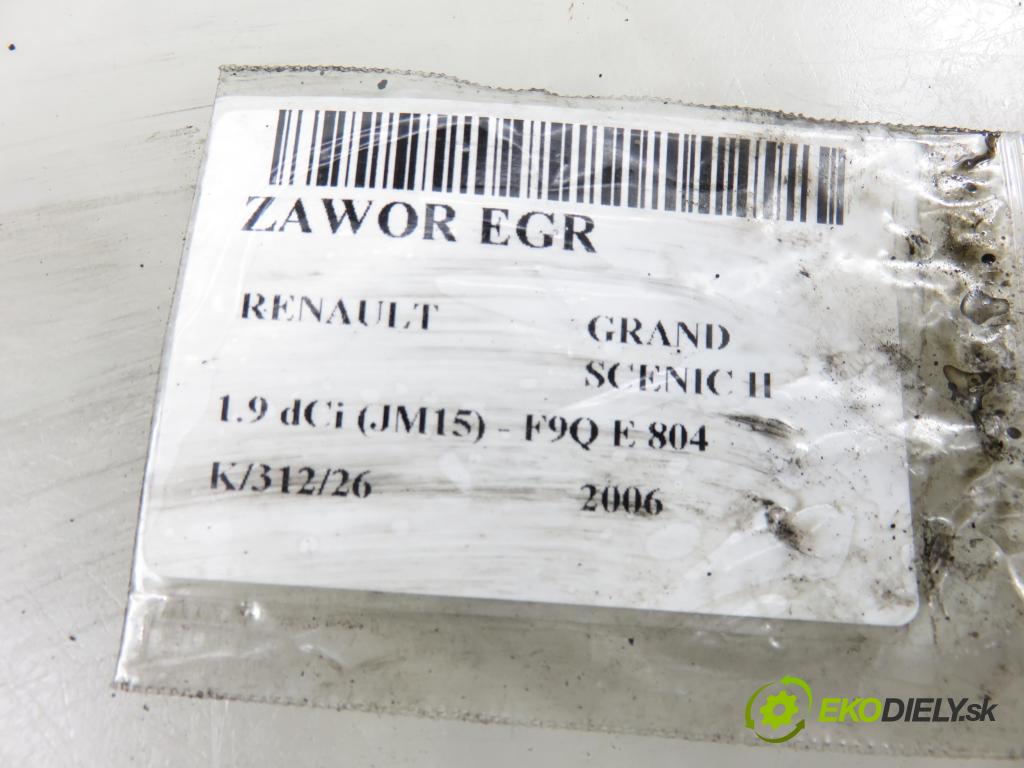 ZAWOR EGR
RENAULT GRAND
SCENIC II
1.9 dCi (JM15) - F9Q E 804
K/312/26 2006
EKODIELY.sk